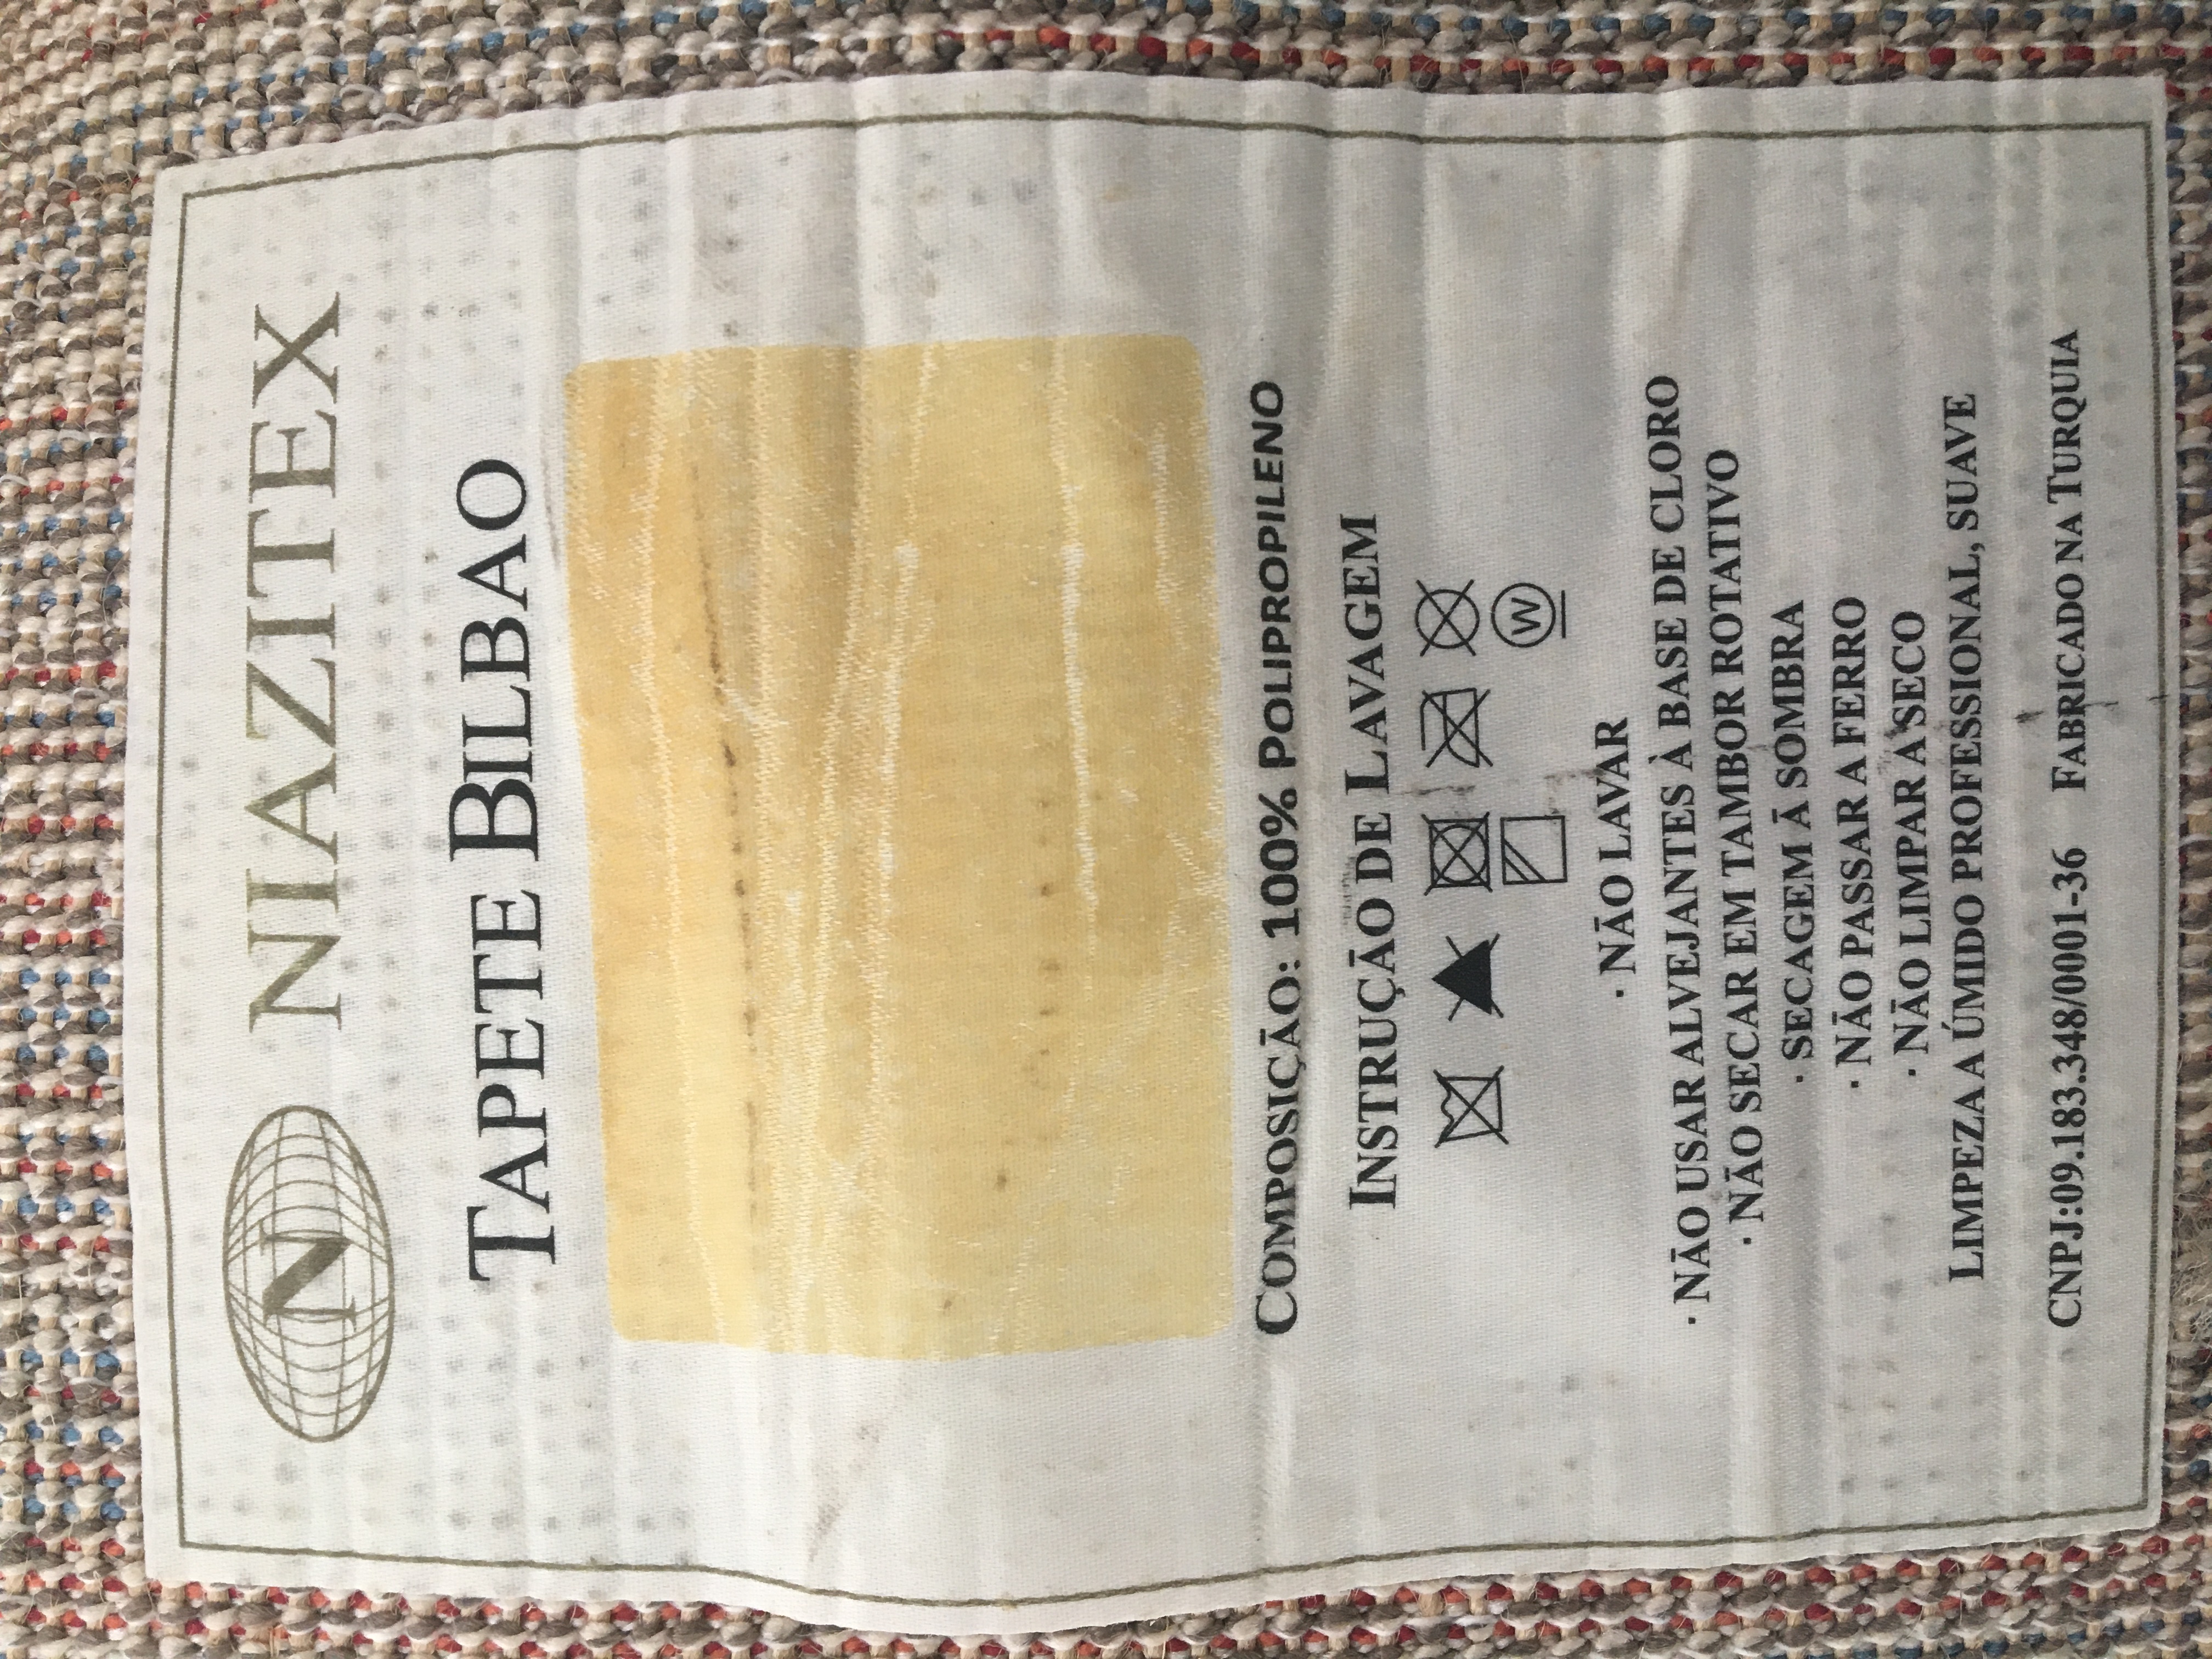 N NIAZITEX
TAPETE BILBAO
COMPOSIÇÃO: 100% POLIPROPILENO
INSTRUÇÃO DE LAVAGEM
W
· NÃO LAVAR
· NÃO USAR ALVEJANTES À BASE DE CLORO
· NÃO SECAR EM TAMBOR ROTATIVO
· SECAGEM Ã SOMBRA
· NÃO PASSAR A FERRO
· NÃO LIMPAR A SECO
LIMPEZA A ÚMIDO PROFESSIONAL, SUAVE
CNPJ:09.183.348/0001-36 FABRICADO NA TURQUIA